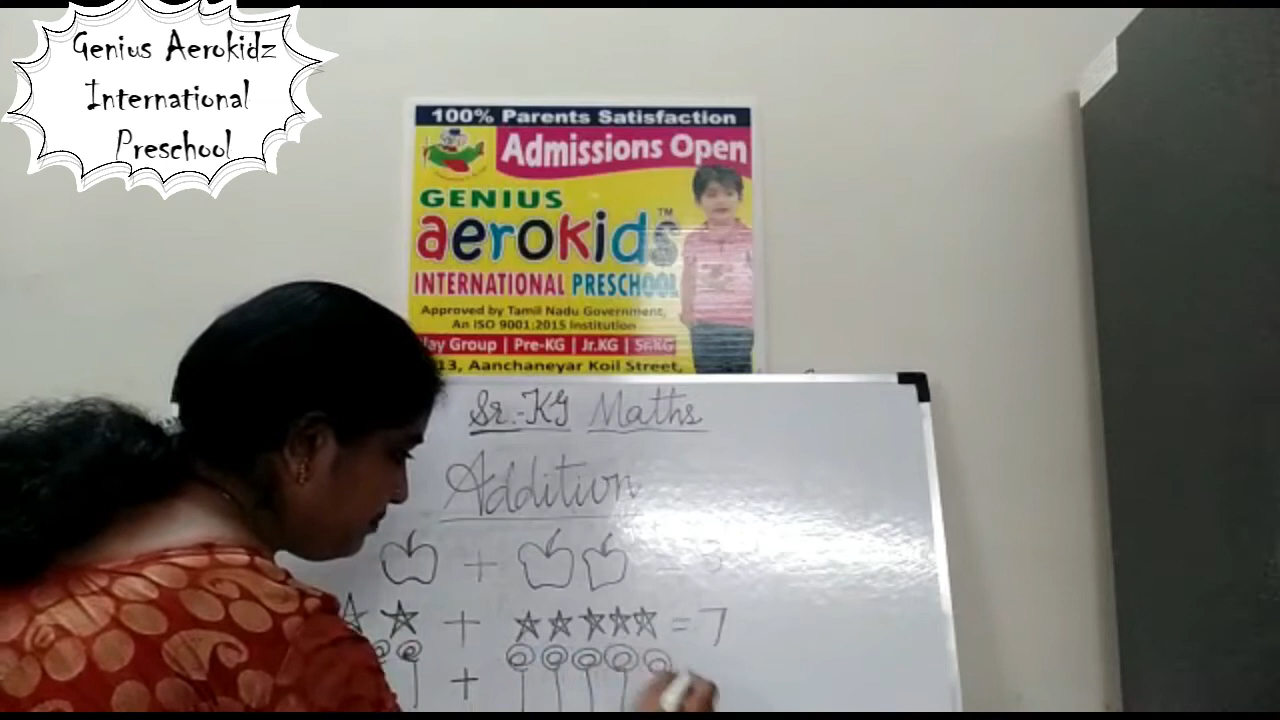 Genius Aerokidz
International
Preschool
100% Parents Satisfaction
Admissions Open
GENIUS
aerokids™
INTERNATIONAL PRESCHOOL
Approved by Tamil Nadu Government,
An ISO 9001:2015 Institution
lay Group | Pre-KG | Jr.KG | Sr.KG
13, Aanchaneyar Koil Street,
Sr.-KG Maths
Addition
+ = 3
+ = 7
+